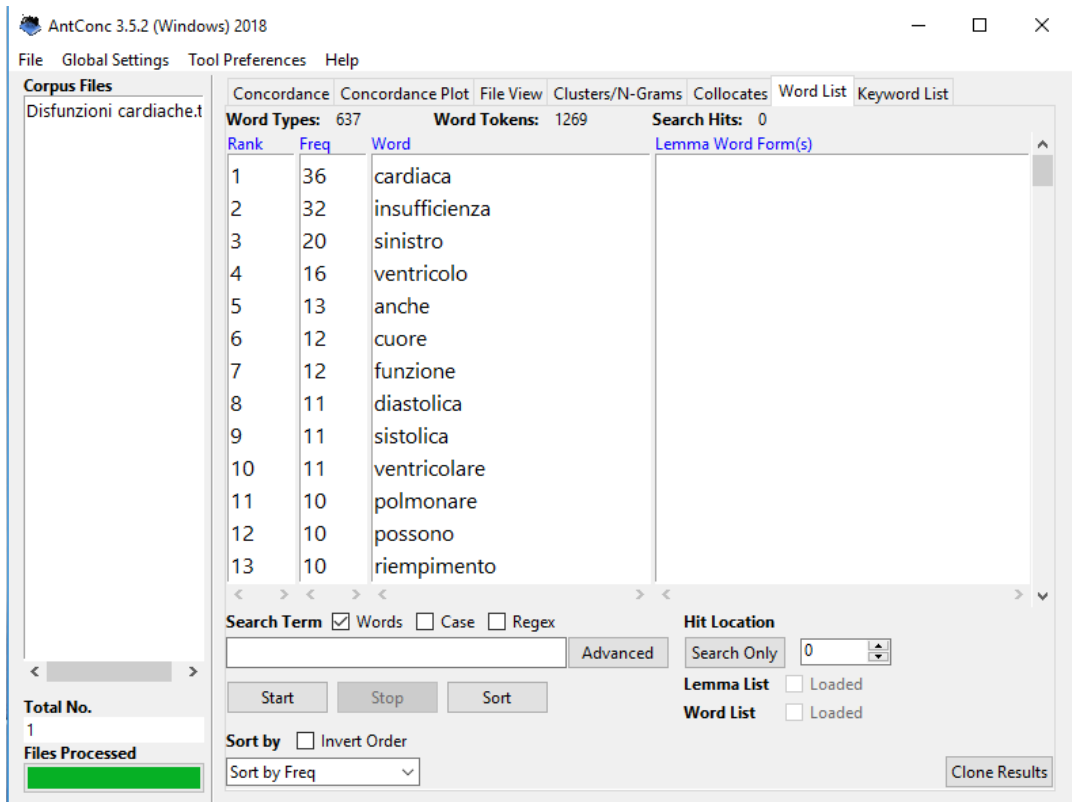 AntConc 3.5.2 (Windows) 2018
File Global Settings Tool Preferences Help
Corpus Files
Disfunzioni cardiache.t
Concordance Concordance Plot File View Clusters/N-Grams Collocates Word List Keyword List
Word Types: 637 Word Tokens: 1269 Search Hits: 0
Rank Freq Word Lemma Word Form(s)
1 36 cardiaca
2 32 insufficienza
3 20 sinistro
4 16 ventricolo
5 13 anche
6 12 cuore
7 12 funzione
8 11 diastolica
9 11 sistolica
10 11 ventricolare
11 10 polmonare
12 10 possono
13 10 riempimento
Search Term Words Case Regex Hit Location
Advanced Search Only 0
Start Stop Sort Lemma List Loaded
Word List Loaded
Total No.
1
Files Processed
Sort by Invert Order
Sort by Freq Clone Results